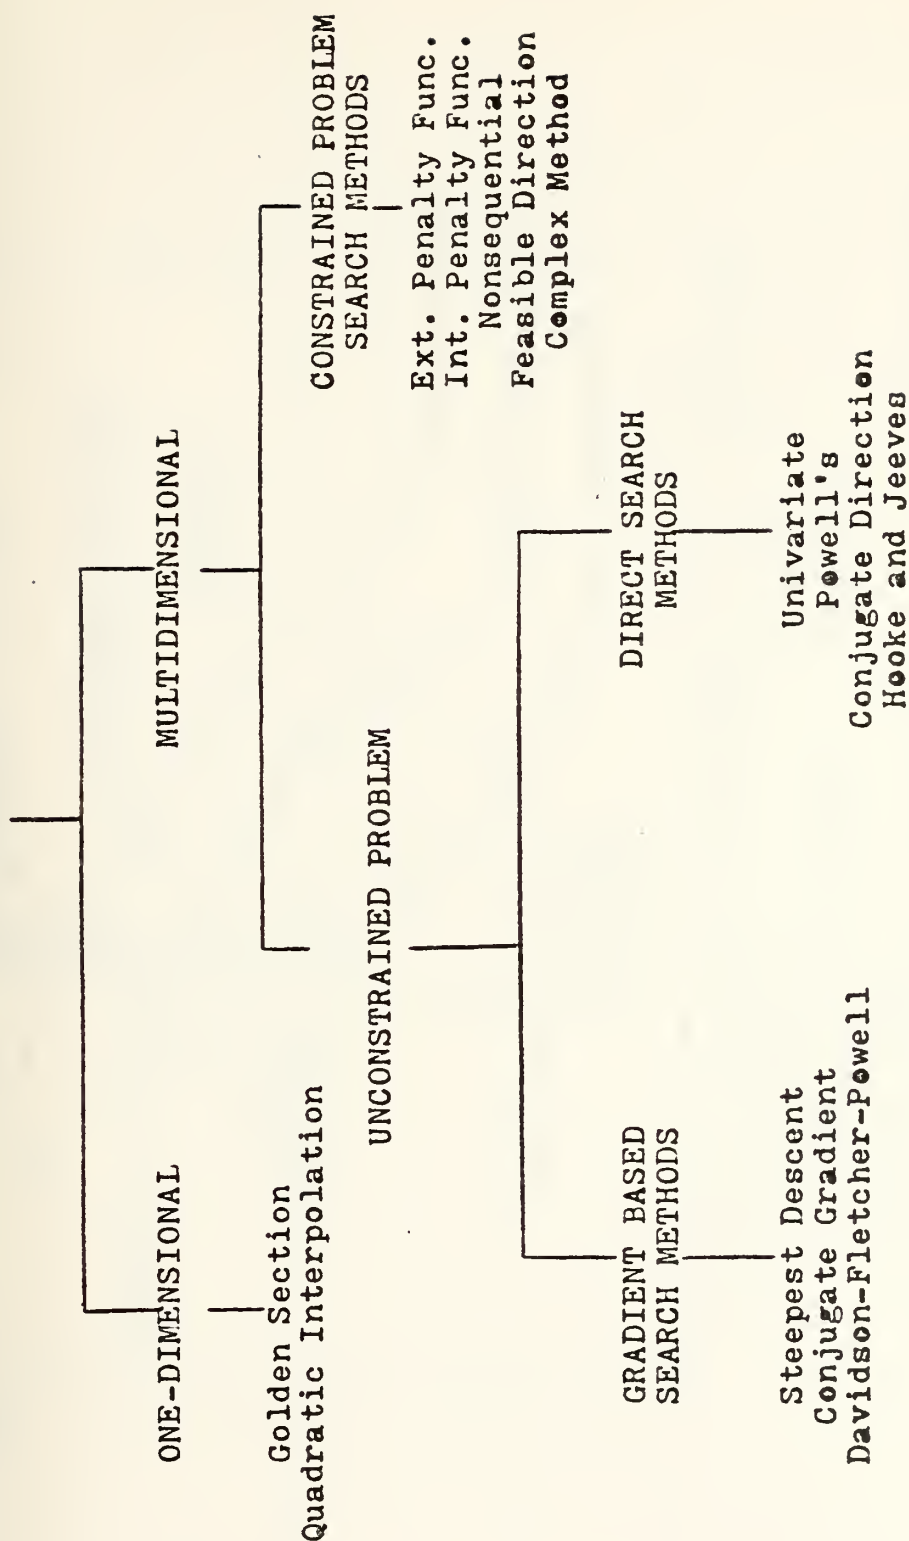 ONE-DIMENSIONAL
Golden Section
Quadratic Interpolation
MULTIDIMENSIONAL
UNCONSTRAINED PROBLEM
GRADIENT BASED
SEARCH METHODS
Steepest Descent
Conjugate Gradient
Davidson-Fletcher-Powell
DIRECT SEARCH
METHODS
Univariate
Powell's
Conjugate Direction
Hooke and Jeeves
CONSTRAINED PROBLEM
SEARCH METHODS
Ext. Penalty Func.
Int. Penalty Func.
Nonsequential
Feasible Direction
Complex Method